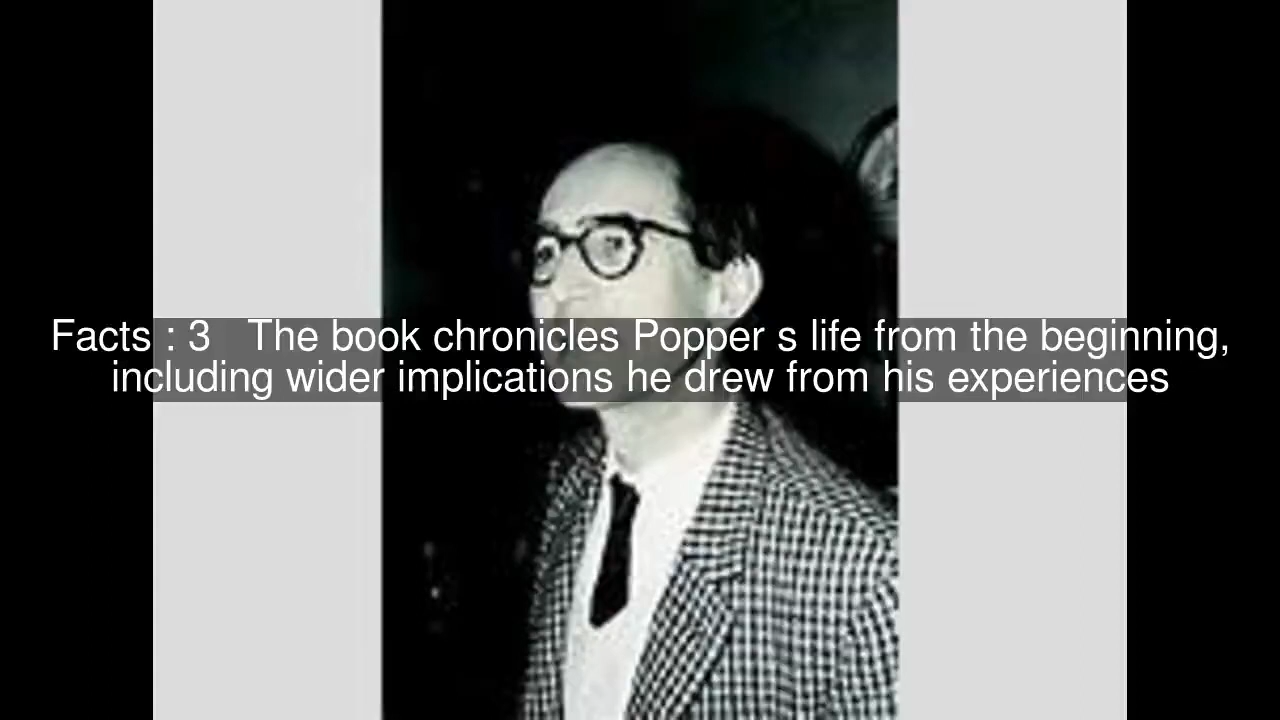 Facts : 3   The book chronicles Popper s life from the beginning,
including wider implications he drew from his experiences